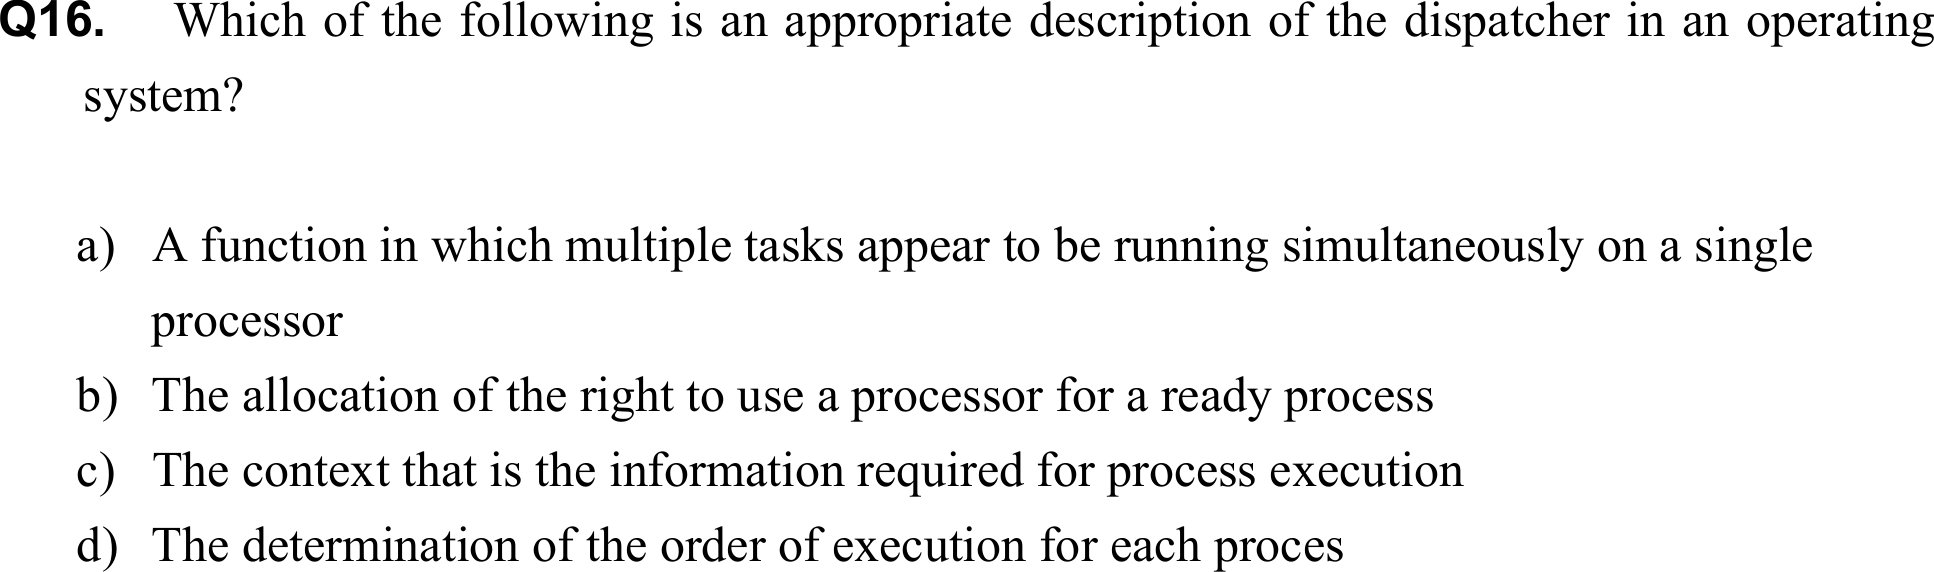 Q16. Which of the following is an appropriate description of the dispatcher in an operating
system?
a) A function in which multiple tasks appear to be running simultaneously on a single
processor
b) The allocation of the right to use a processor for a ready process
c) The context that is the information required for process execution
d) The determination of the order of execution for each proces